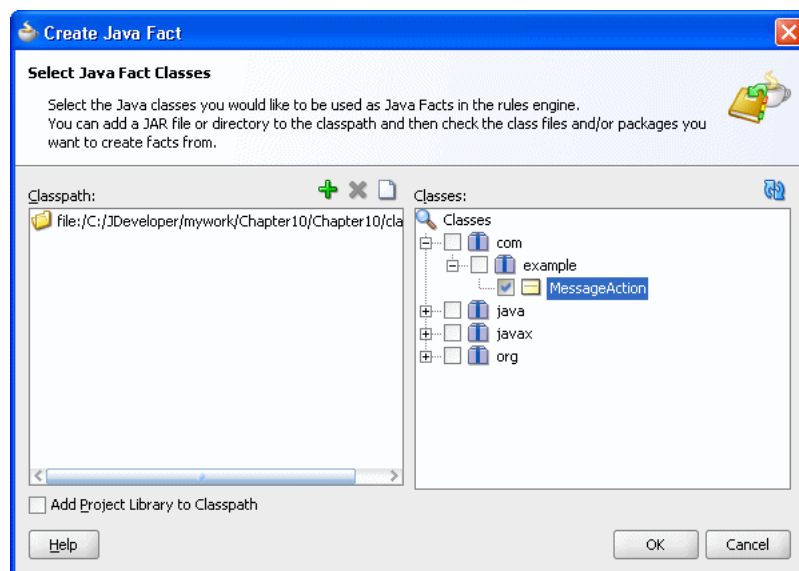 Create Java Fact
Select Java Fact Classes
Select the Java classes you would like to be used as Java Facts in the rules engine.
You can add a JAR file or directory to the classpath and then check the class files and/or packages you
want to create facts from.
Classpath:
Classes:
file:/C:/JDeveloper/mywork/Chapter10/Chapter10/cla
Classes
com
example
MessageAction
java
javax
org
Add Project Library to Classpath
Help
OK
Cancel